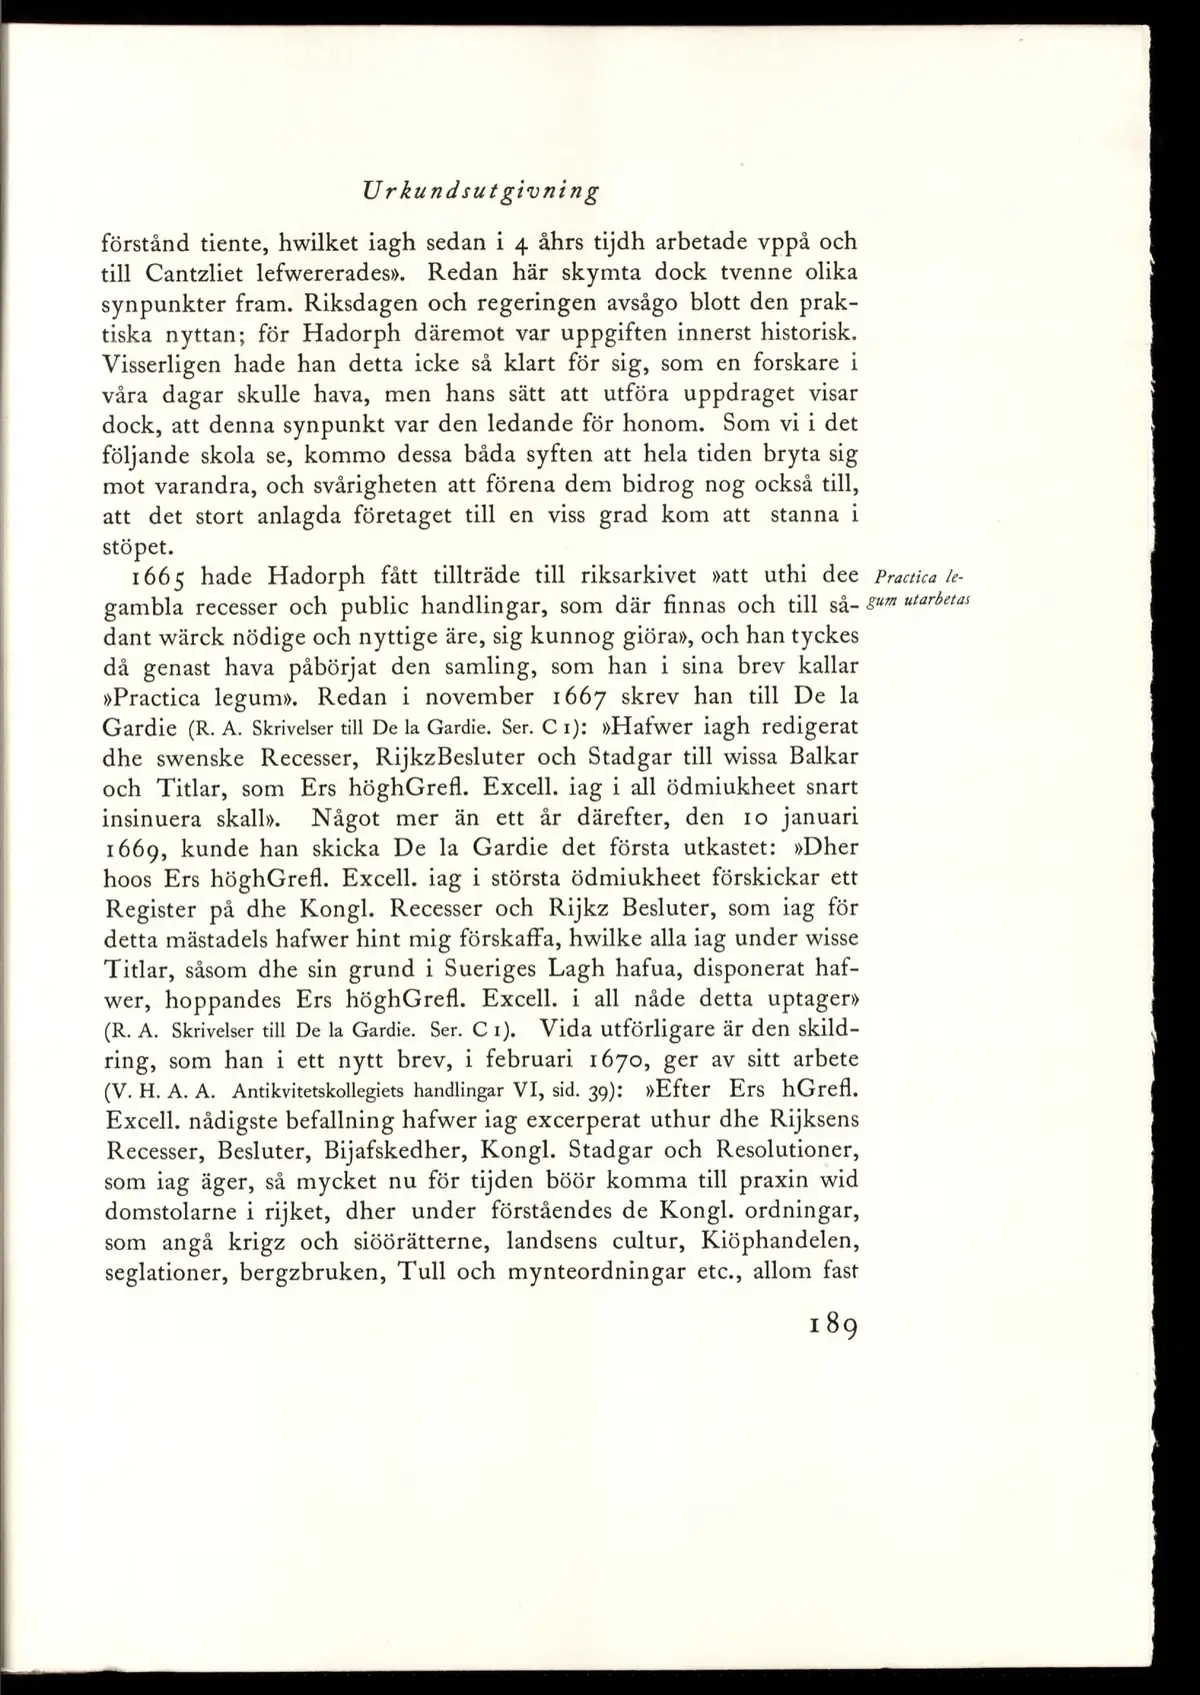 Urkundsutgivning
förstånd tiente, hwilket iagh sedan i 4 åhrs tijdh arbetade vppå och
till Cantzliet lefwererades». Redan här skymta dock tvenne olika
synpunkter fram. Riksdagen och regeringen avsågo blott den prak-
tiska nyttan; för Hadorph däremot var uppgiften innerst historisk.
Visserligen hade han detta icke så klart för sig, som en forskare i
våra dagar skulle hava, men hans sätt att utföra uppdraget visar
dock, att denna synpunkt var den ledande för honom. Som vi i det
följande skola se, kommo dessa båda syften att hela tiden bryta sig
mot varandra, och svårigheten att förena dem bidrog nog också till,
att det stort anlagda företaget till en viss grad kom att stanna i
stöpet.
1665 hade Hadorph fått tillträde till riksarkivet »att uthi dee
gambla recesser och public handlingar, som där finnas och till så-
dant wärck nödige och nyttige äre, sig kunnog giöra», och han tyckes
då genast hava påbörjat den samling, som han i sina brev kallar
»Practica legum». Redan i november 1667 skrev han till De la
Gardie (R. A. Skrivelser till De la Gardie. Ser. C 1): »Hafwer iagh redigerat
dhe swenske Recesser, RijkzBesluter och Stadgar till wissa Balkar
och Titlar, som Ers höghGrefl. Excell. iag i all ödmiukheet snart
insinuera skall». Något mer än ett år därefter, den 10 januari
1669, kunde han skicka De la Gardie det första utkastet: »Dher
hoos Ers höghGrefl. Excell. iag i största ödmiukheet förskickar ett
Register på dhe Kongl. Recesser och Rijkz Besluter, som iag för
detta mästadels hafwer hint mig förskaffa, hwilke alla iag under wisse
Titlar, såsom dhe sin grund i Sueriges Lagh hafua, disponerat haf-
wer, hoppandes Ers höghGrefl. Excell. i all nåde detta uptager»
(R. A. Skrivelser till De la Gardie. Ser. C 1). Vida utförligare är den skild-
ring, som han i ett nytt brev, i februari 1670, ger av sitt arbete
(V. H. A. A. Antikvitetskollegiets handlingar VI, sid. 39): »Efter Ers hGrefl.
Excell. nådigste befallning hafwer iag excerperat uthur dhe Rijksens
Recesser, Besluter, Bijafskedher, Kongl. Stadgar och Resolutioner,
som iag äger, så mycket nu för tijden böör komma till praxin wid
domstolarne i rijket, dher under förståendes de Kongl. ordningar,
som angå krigz och siöörätterne, landsens cultur, Kiöphandelen,
seglationer, bergzbruken, Tull och mynteordningar etc., allom fast
Practica le-
gum utarbetas
189